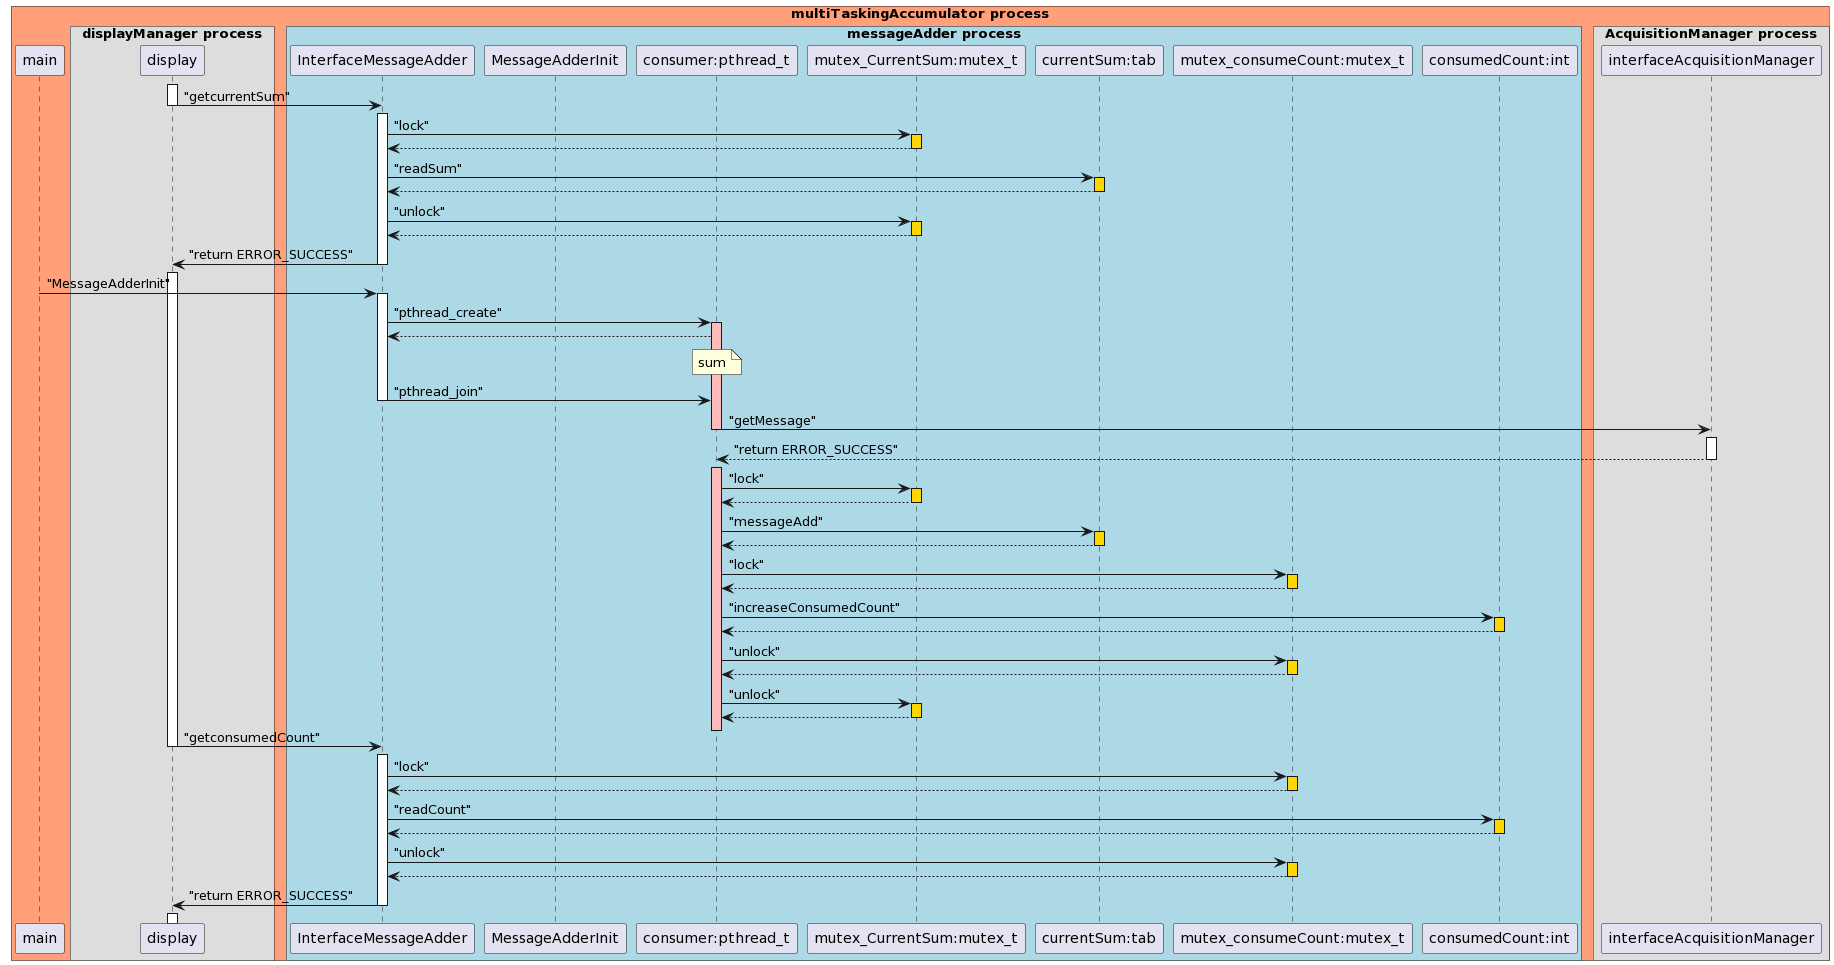 multiTaskingAccumulator process
displayManager process
messageAdder process
AcquisitionManager process
main
display
InterfaceMessageAdder
MessageAdderInit
consumer:pthread_t
mutex_CurrentSum:mutex_t
currentSum:tab
mutex_consumeCount:mutex_t
consumedCount:int
interfaceAcquisitionManager
"getcurrentSum"
"lock"
"readSum"
"unlock"
"return ERROR_SUCCESS"
"MessageAdderInit"
"pthread_create"
sum
"pthread_join"
"getMessage"
"return ERROR_SUCCESS"
"lock"
"messageAdd"
"lock"
"increaseConsumedCount"
"unlock"
"unlock"
"getconsumedCount"
"lock"
"readCount"
"unlock"
"return ERROR_SUCCESS"
main
display
InterfaceMessageAdder
MessageAdderInit
consumer:pthread_t
mutex_CurrentSum:mutex_t
currentSum:tab
mutex_consumeCount:mutex_t
consumedCount:int
interfaceAcquisitionManager